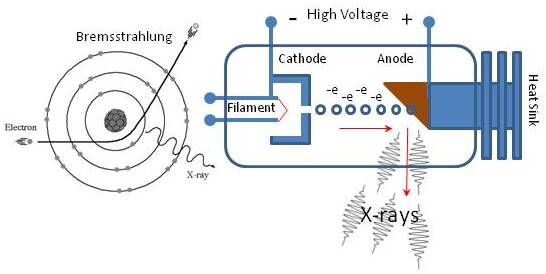 Bremsstrahlung
Electron
X-ray
- High Voltage +
Cathode
Anode
Filament
-e -e -e -e -e
Heat Sink
X-rays